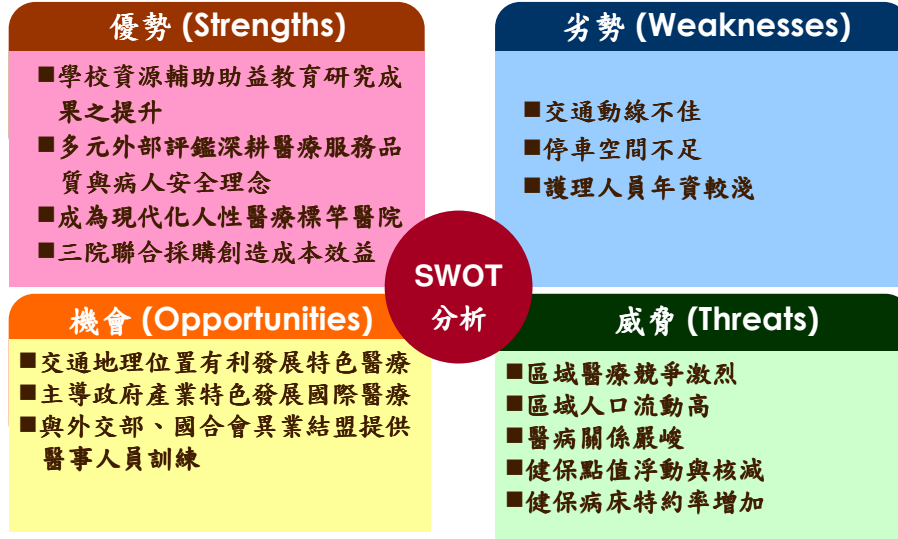 優勢 (Strengths)
■學校資源輔助助益教育研究成
果之提升
■多元外部評鑑深耕醫療服務品
質與病人安全理念
■成為現代化人性醫療標竿醫院
■三院聯合採購創造成本效益
劣勢 (Weaknesses)
■交通動線不佳
■停車空間不足
■護理人員年資較淺
SWOT
分析
機會 (Opportunities)
■交通地理位置有利發展特色醫療
■主導政府產業特色發展國際醫療
■與外交部、國合會異業結盟提供
醫事人員訓練
威脅 (Threats)
■區域醫療競爭激烈
■區域人口流動高
■醫病關係嚴峻
■健保點值浮動與核減
■健保病床特約率增加